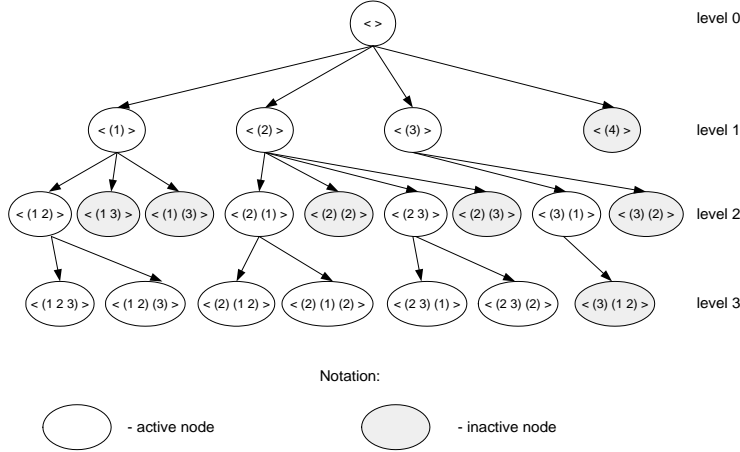 < > level 0
< (1) > < (2) > < (3) > < (4) > level 1
< (1 2) > < (1 3) > < (1) (3) > < (2) (1) > < (2) (2) > < (2 3) > < (2) (3) > < (3) (1) > < (3) (2) > level 2
< (1 2 3) > < (1 2) (3) > < (2) (1 2) > < (2) (1) (2) > < (2 3) (1) > < (2 3) (2) > < (3) (1 2) > level 3
Notation:
- active node - inactive node